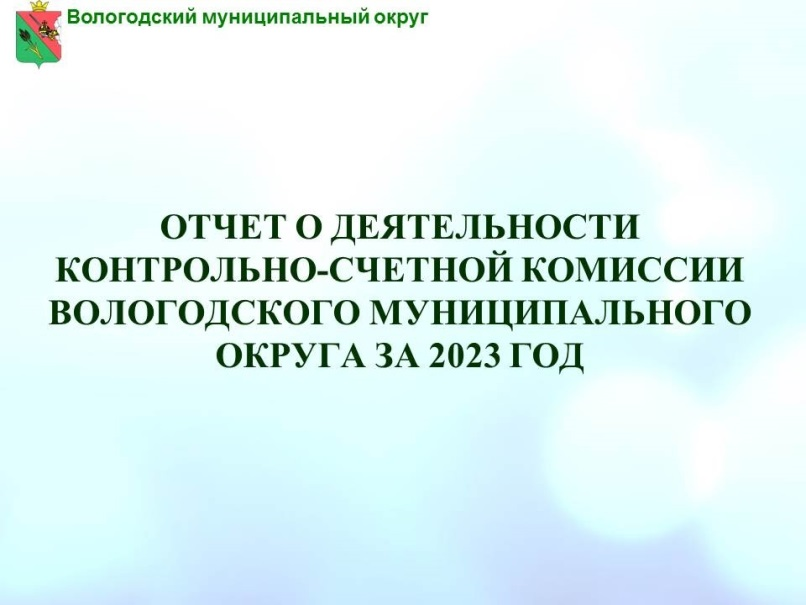 Вологодский муниципальный округ
ОТЧЕТ О ДЕЯТЕЛЬНОСТИ
КОНТРОЛЬНО-СЧЕТНОЙ КОМИССИИ
ВОЛОГОДСКОГО МУНИЦИПАЛЬНОГО
ОКРУГА ЗА 2023 ГОД